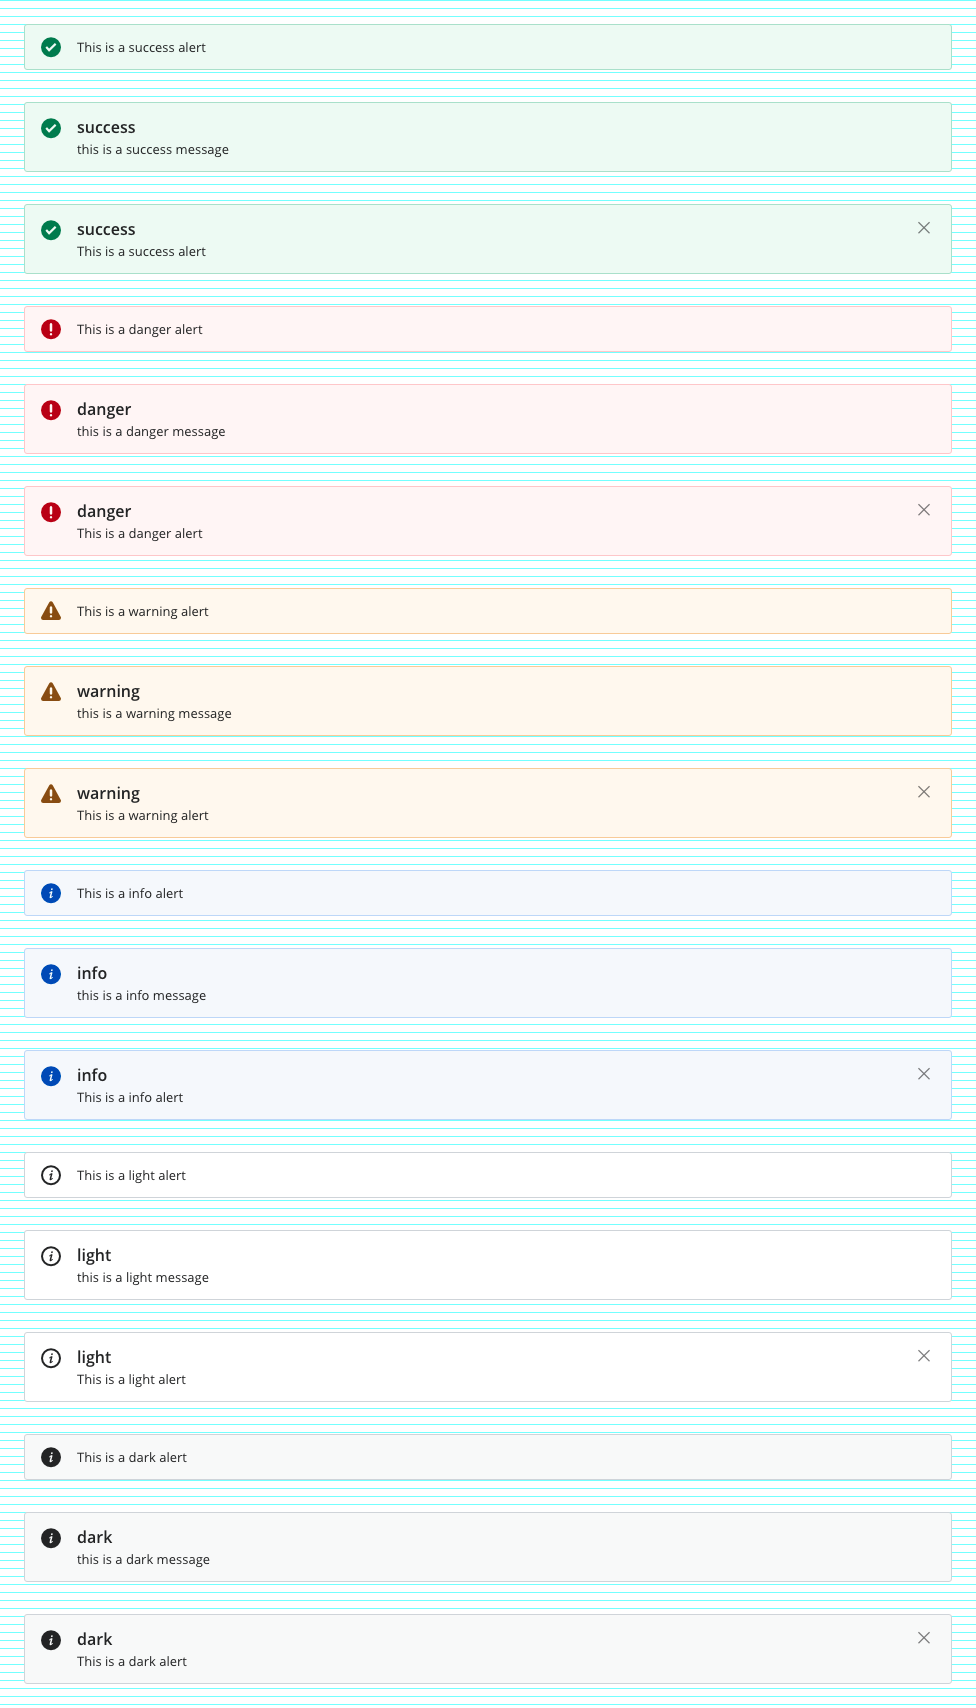 This is a success alert
success
this is a success message
success
This is a success alert
This is a danger alert
danger
this is a danger message
danger
This is a danger alert
This is a warning alert
warning
this is a warning message
warning
This is a warning alert
This is a info alert
info
this is a info message
info
This is a info alert
This is a light alert
light
this is a light message
light
This is a light alert
This is a dark alert
dark
this is a dark message
dark
This is a dark alert